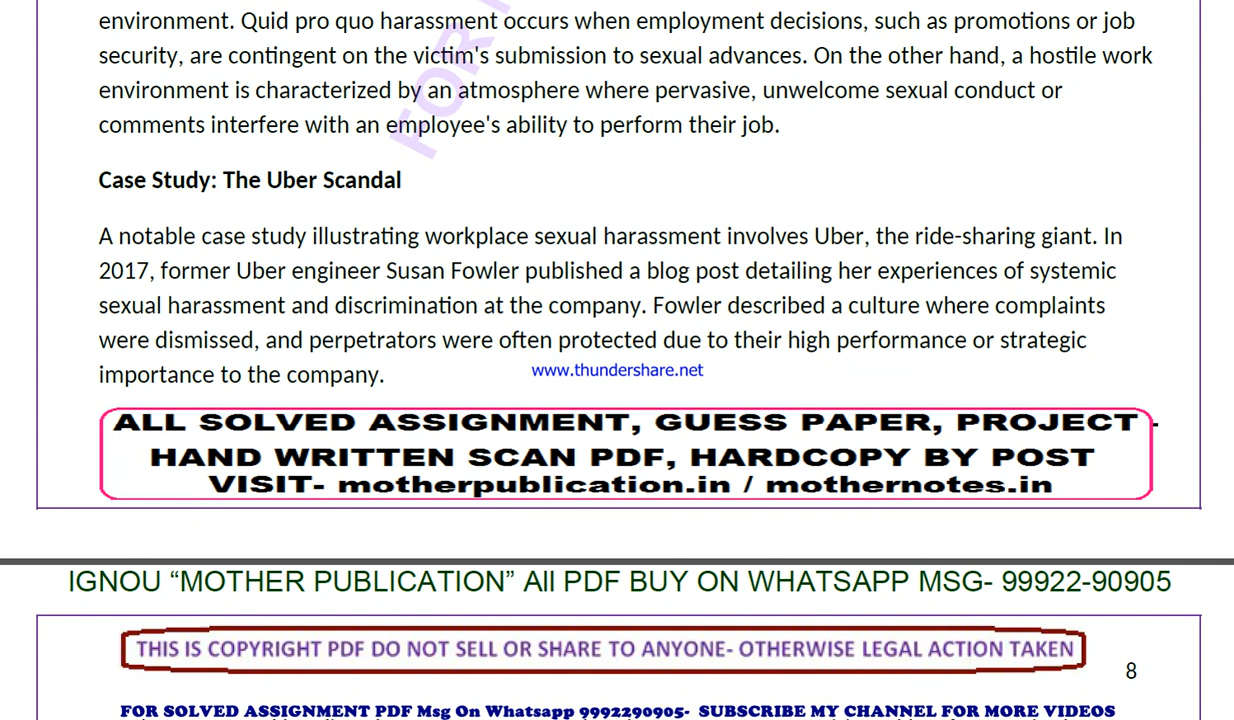 environment. Quid pro quo harassment occurs when employment decisions, such as promotions or job
security, are contingent on the victim's submission to sexual advances. On the other hand, a hostile work
environment is characterized by an atmosphere where pervasive, unwelcome sexual conduct or
comments interfere with an employee's ability to perform their job.
Case Study: The Uber Scandal
A notable case study illustrating workplace sexual harassment involves Uber, the ride-sharing giant. In
2017, former Uber engineer Susan Fowler published a blog post detailing her experiences of systemic
sexual harassment and discrimination at the company. Fowler described a culture where complaints
were dismissed, and perpetrators were often protected due to their high performance or strategic
importance to the company.
www.thundershare.net
ALL SOLVED ASSIGNMENT, GUESS PAPER, PROJECT -
HAND WRITTEN SCAN PDF, HARDCOPY BY POST
VISIT- motherpublication.in / mothernotes.in
IGNOU “MOTHER PUBLICATION” All PDF BUY ON WHATSAPP MSG- 99922-90905
THIS IS COPYRIGHT PDF DO NOT SELL OR SHARE TO ANYONE- OTHERWISE LEGAL ACTION TAKEN
8
FOR SOLVED ASSIGNMENT PDF Msg On Whatsapp 9992290905- SUBSCRIBE MY CHANNEL FOR MORE VIDEOS
FOR